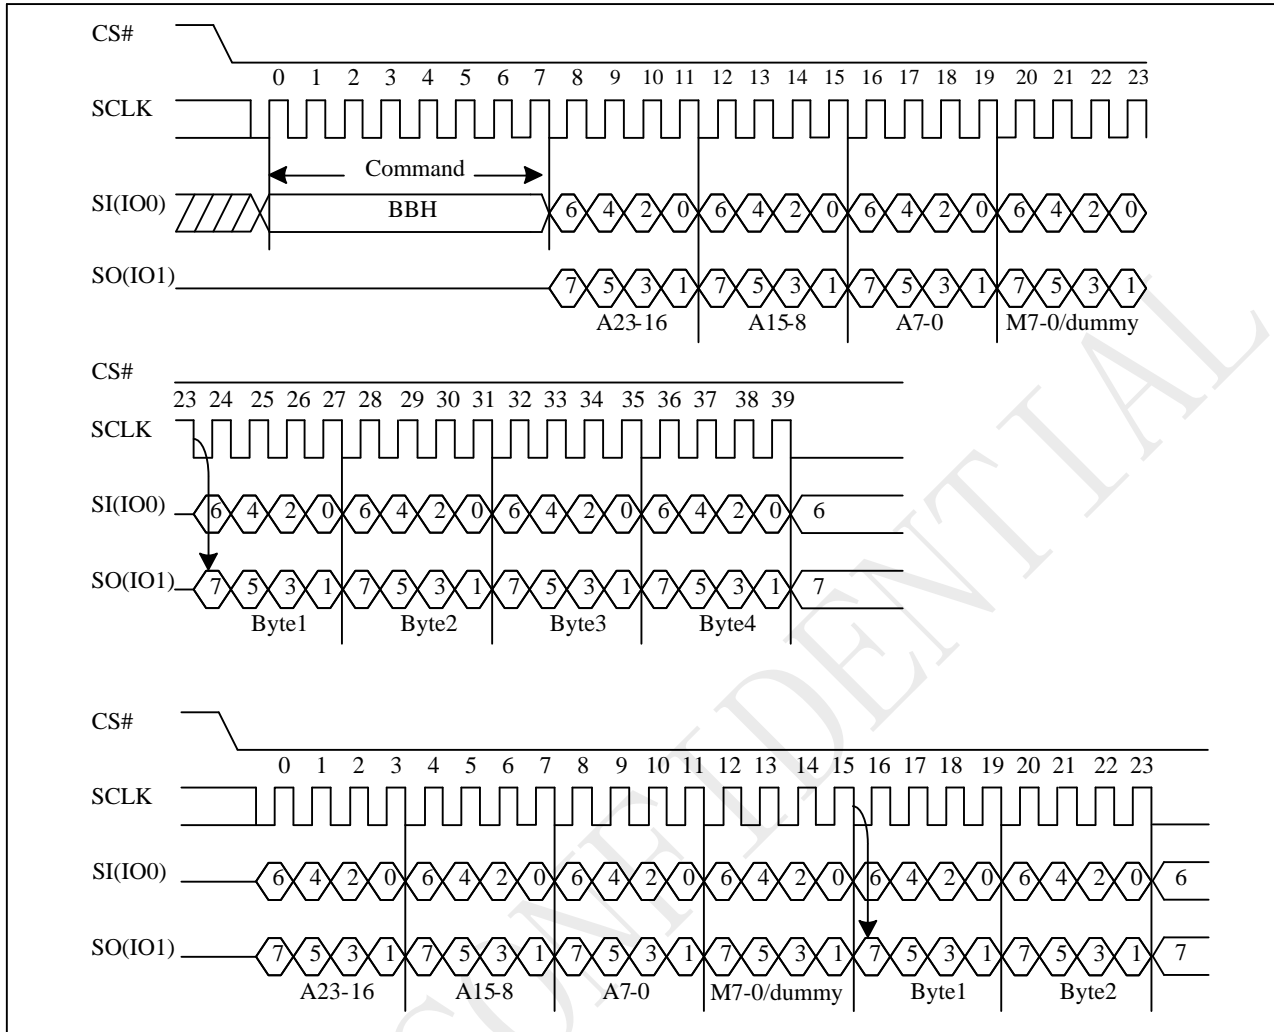 CS#
0 1 2 3 4 5 6 7 8 9 10 11 12 13 14 15 16 17 18 19 20 21 22 23
SCLK
Command
SI(IO0) BBH 6 4 2 0 6 4 2 0 6 4 2 0 6 4 2 0
SO(IO1) 7 5 3 1 7 5 3 1 7 5 3 1 7 5 3 1
A23-16 A15-8 A7-0 M7-0/dummy
CS#
23 24 25 26 27 28 29 30 31 32 33 34 35 36 37 38 39
SCLK
SI(IO0) 6 4 2 0 6 4 2 0 6 4 2 0 6 4 2 0 6
SO(IO1) 7 5 3 1 7 5 3 1 7 5 3 1 7 5 3 1 7
Byte1 Byte2 Byte3 Byte4
CS#
0 1 2 3 4 5 6 7 8 9 10 11 12 13 14 15 16 17 18 19 20 21 22 23
SCLK
SI(IO0) 6 4 2 0 6 4 2 0 6 4 2 0 6 4 2 0 6 4 2 0 6 4 2 0 6
SO(IO1) 7 5 3 1 7 5 3 1 7 5 3 1 7 5 3 1 7 5 3 1 7 5 3 1 7
A23-16 A15-8 A7-0 M7-0/dummy Byte1 Byte2
CONFIDENTIAL